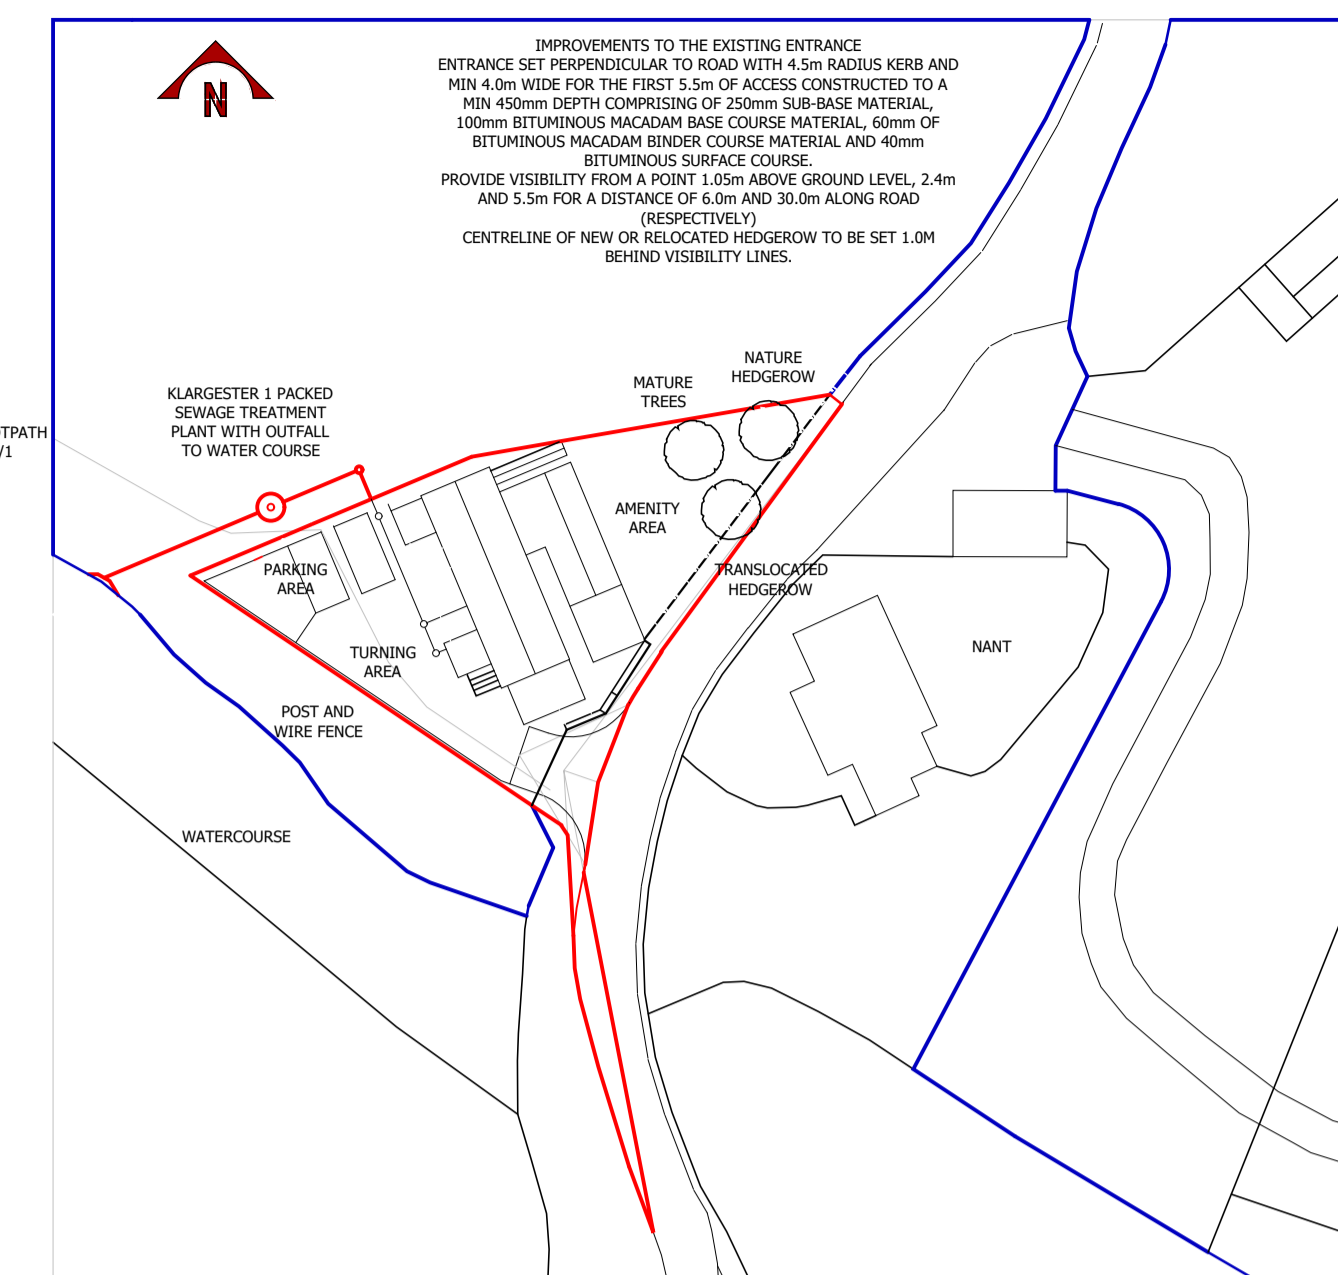 N
IMPROVEMENTS TO THE EXISTING ENTRANCE
ENTRANCE SET PERPENDICULAR TO ROAD WITH 4.5m RADIUS KERB AND
MIN 4.0m WIDE FOR THE FIRST 5.5m OF ACCESS CONSTRUCTED TO A
MIN 450mm DEPTH COMPRISING OF 250mm SUB-BASE MATERIAL,
100mm BITUMINOUS MACADAM BASE COURSE MATERIAL, 60mm OF
BITUMINOUS MACADAM BINDER COURSE MATERIAL AND 40mm
BITUMINOUS SURFACE COURSE.
PROVIDE VISIBILITY FROM A POINT 1.05m ABOVE GROUND LEVEL, 2.4m
AND 5.5m FOR A DISTANCE OF 6.0m AND 30.0m ALONG ROAD
(RESPECTIVELY)
CENTRELINE OF NEW OR RELOCATED HEDGEROW TO BE SET 1.0M
BEHIND VISIBILITY LINES.
NATURE
HEDGEROW
MATURE
TREES
KLARGESTER 1 PACKED
SEWAGE TREATMENT
PLANT WITH OUTFALL
TO WATER COURSE
TPATH
/1
AMENITY
AREA
PARKING
AREA
TRANSLOCATED
HEDGEROW
NANT
TURNING
AREA
POST AND
WIRE FENCE
WATERCOURSE